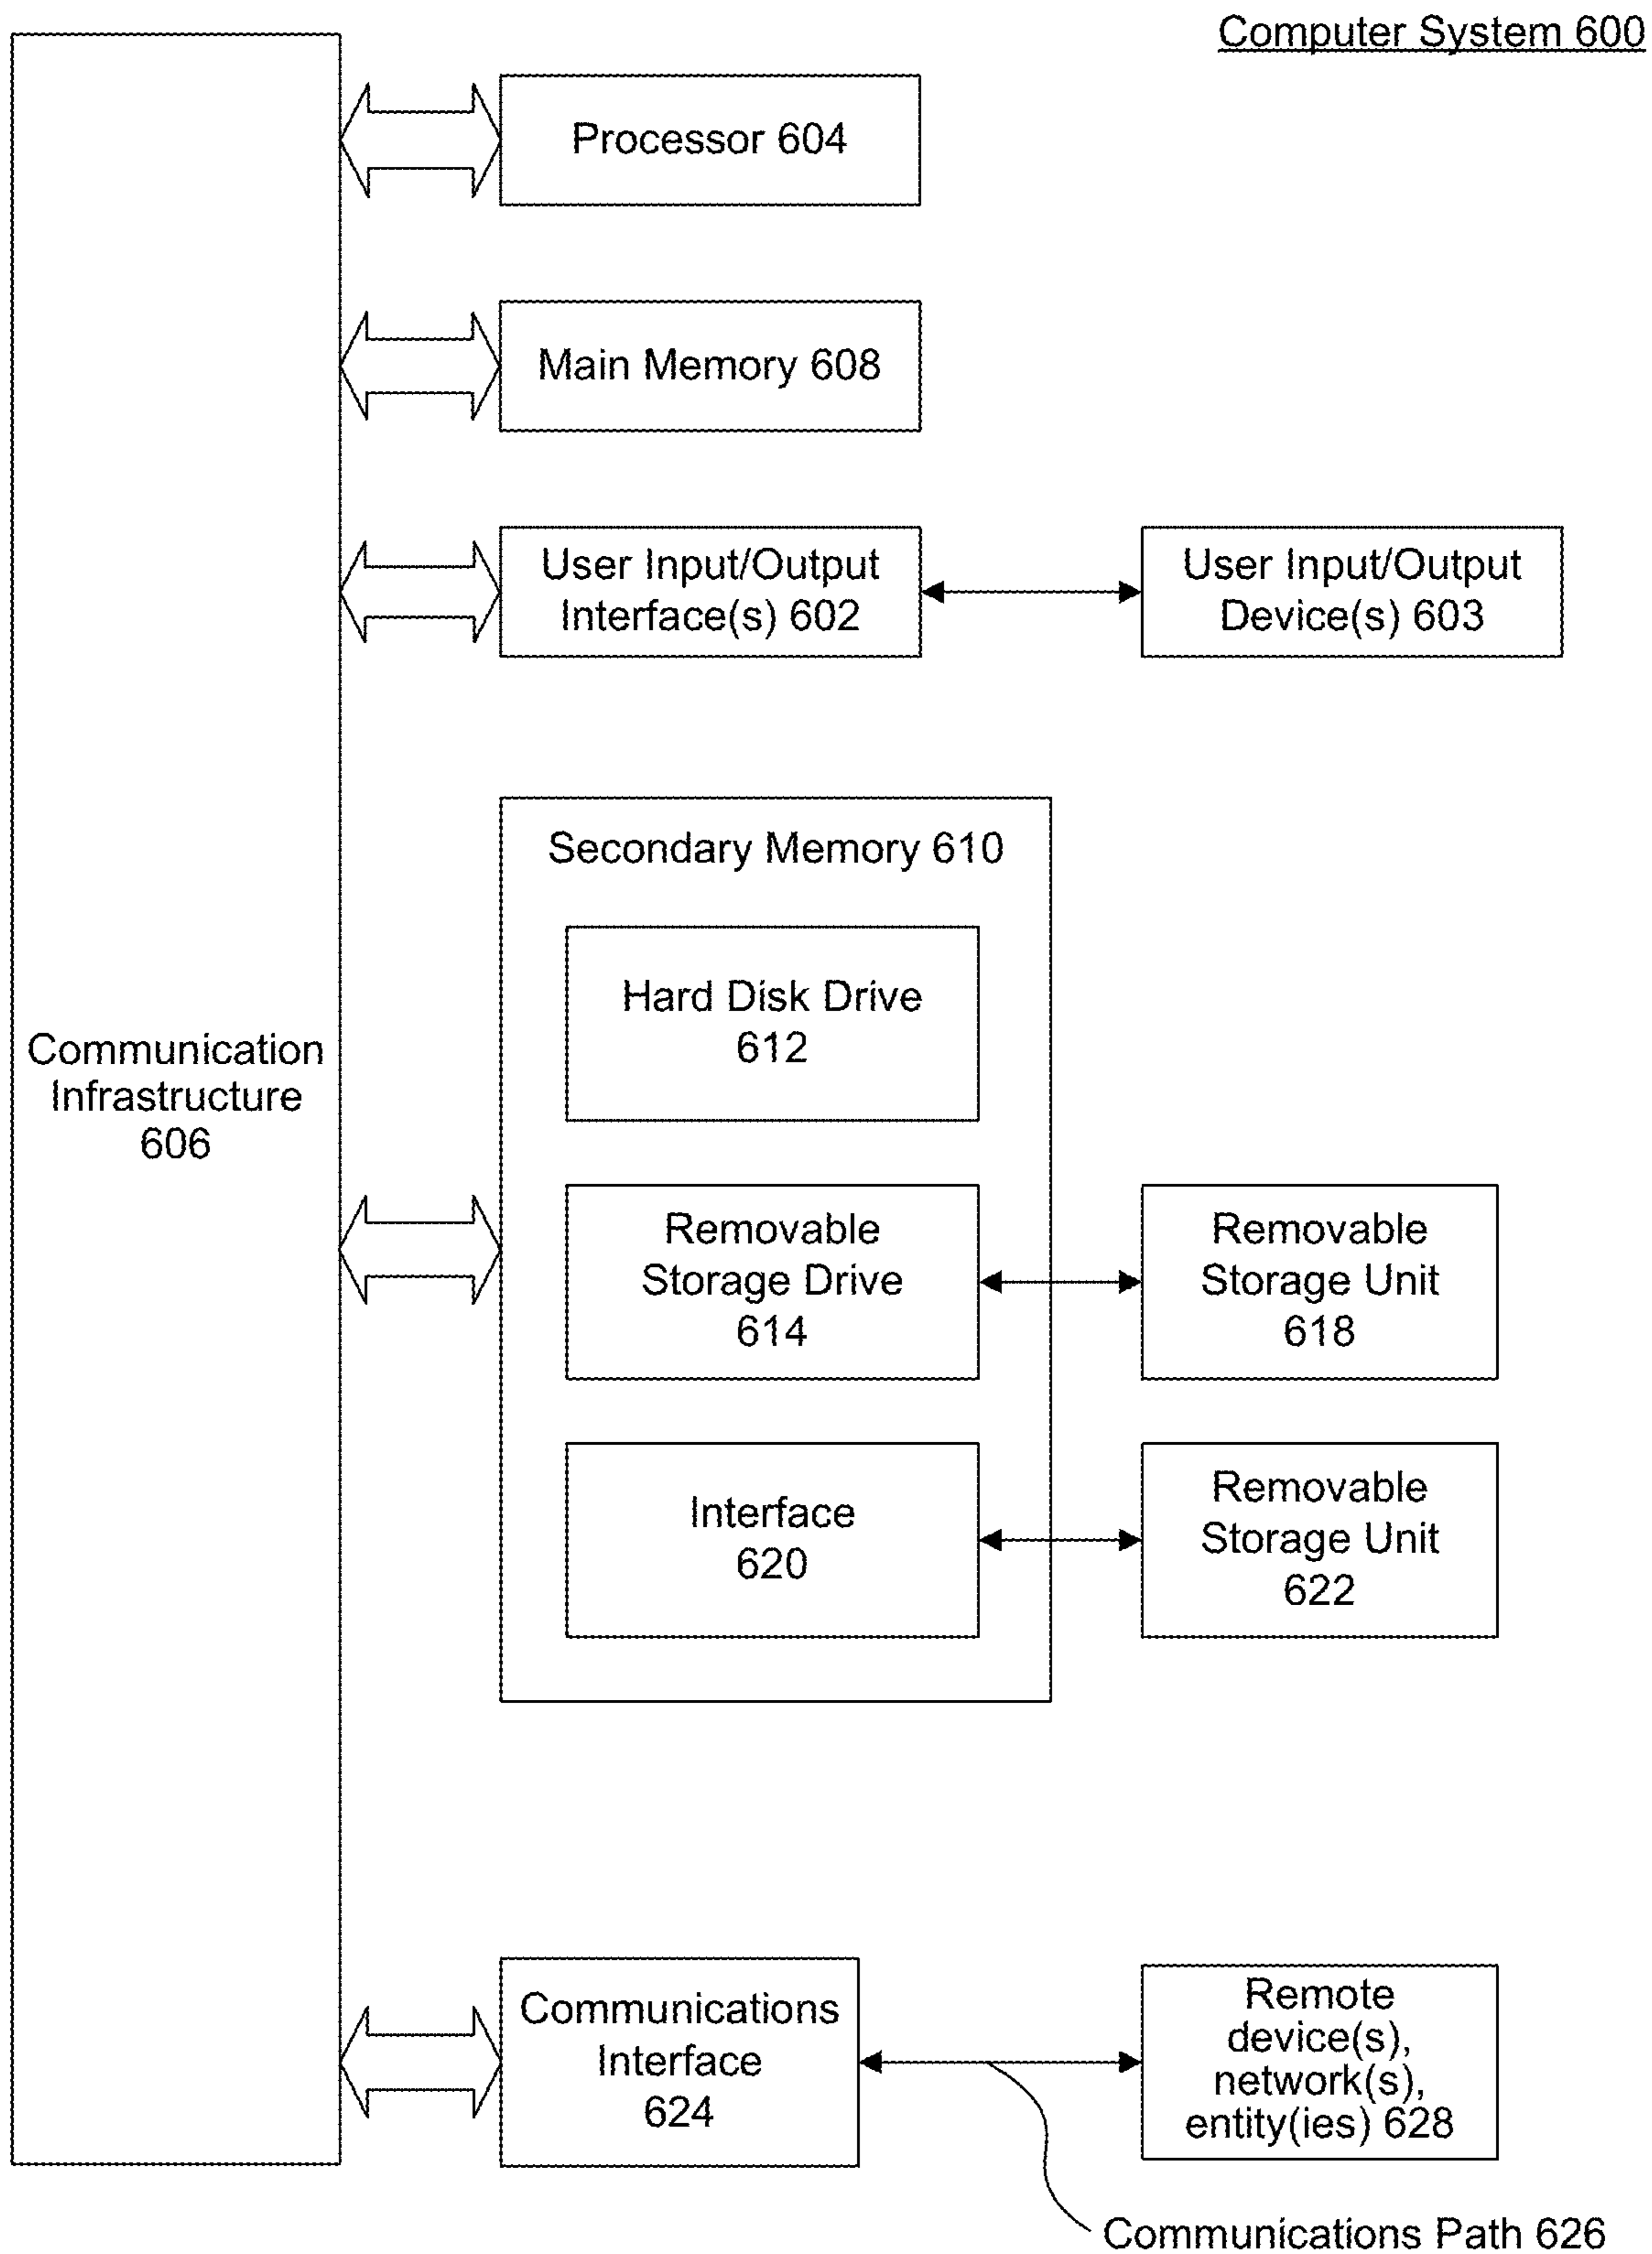 Computer System 600
Processor 604
Main Memory 608
User Input/Output
Interface(s) 602
User Input/Output
Device(s) 603
Secondary Memory 610
Hard Disk Drive
612
Communication
Infrastructure
606
Removable
Storage Drive
614
Removable
Storage Unit
618
Interface
620
Removable
Storage Unit
622
Communications
Interface
624
Remote
device(s),
network(s),
entity(ies) 628
Communications Path 626